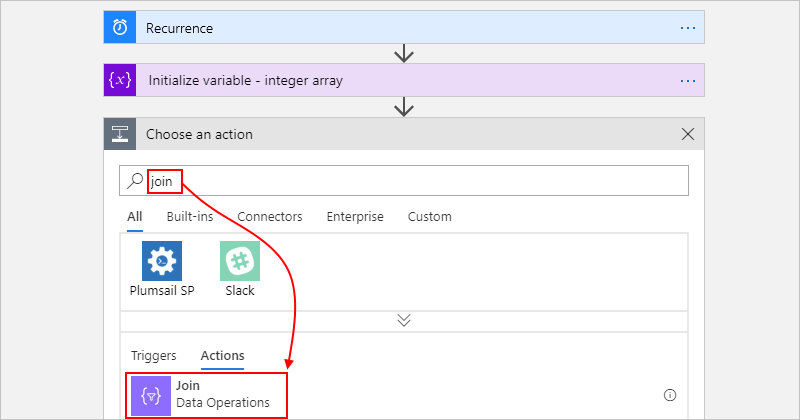 Recurrence
Initialize variable - integer array
Choose an action
join
All Built-ins Connectors Enterprise Custom
Plumsail SP Slack
Triggers Actions
Join
Data Operations